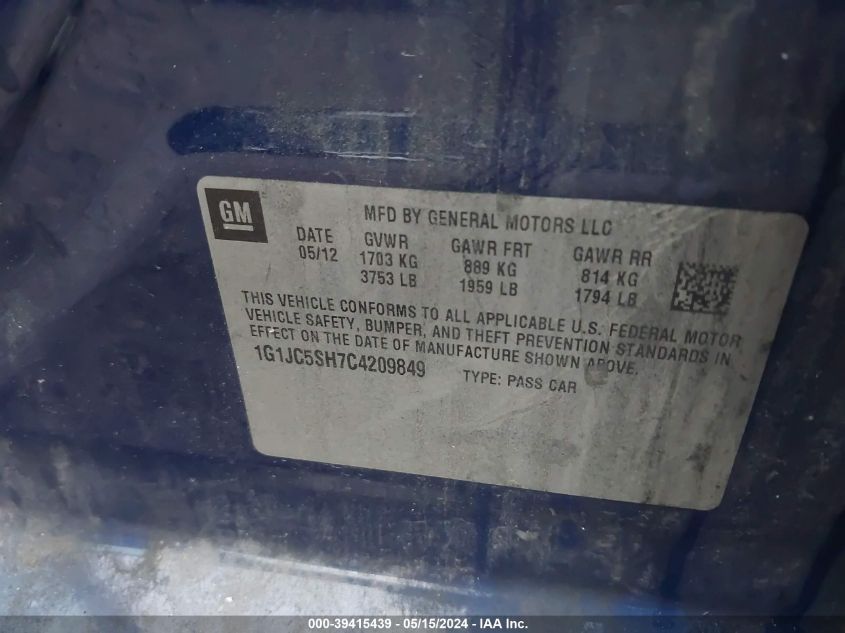 GM
MFD BY GENERAL MOTORS LLC
DATE GVWR GAWR FRT GAWR RR
05/12 1703 KG 889 KG 814 KG
3753 LB 1959 LB 1794 LB
THIS VEHICLE CONFORMS TO ALL APPLICABLE U.S. FEDERAL MOTOR
VEHICLE SAFETY, BUMPER, AND THEFT PREVENTION STANDARDS IN
EFFECT ON THE DATE OF MANUFACTURE SHOWN ABOVE.
1G1JC5SH7C4209849 TYPE: PASS CAR
000-39415439 - 05/15/2024 - IAA Inc.